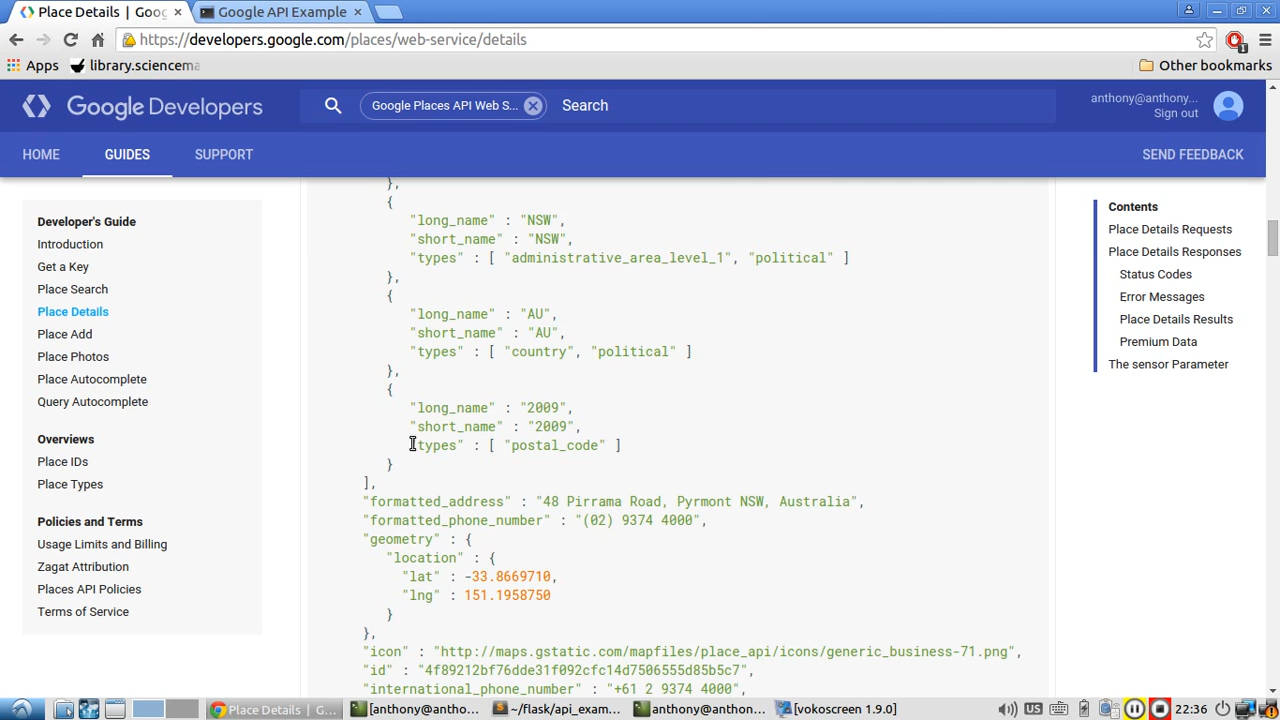 Place Details | Goog
Google API Example
https://developers.google.com/places/web-service/details
1
Apps
library.sciencema
Other bookmarks
Google Developers
Google Places API Web S...
Search
anthony@anthony...
Sign out
HOME
GUIDES
SUPPORT
SEND FEEDBACK
Developer's Guide
Introduction
Get a Key
Place Search
Place Details
Place Add
Place Photos
Place Autocomplete
Query Autocomplete
Overviews
Place IDs
Place Types
Policies and Terms
Usage Limits and Billing
Zagat Attribution
Places API Policies
Terms of Service
},
{
"long_name" : "NSW",
"short_name" : "NSW",
"types" : [ "administrative_area_level_1", "political" ]
},
{
"long_name" : "AU",
"short_name" : "AU",
"types" : [ "country", "political" ]
},
{
"long_name" : "2009",
"short_name" : "2009",
"types" : [ "postal_code" ]
}
],
"formatted_address" : "48 Pirrama Road, Pyrmont NSW, Australia",
"formatted_phone_number" : "(02) 9374 4000",
"geometry" : {
"location" : {
"lat" : -33.8669710,
"lng" : 151.1958750
}
},
"icon" : "http://maps.gstatic.com/mapfiles/place_api/icons/generic_business-71.png",
"id" : "4f89212bf76dde31f092cfc14d7506555d85b5c7",
"international_phone_number" : "+61 2 9374 4000",
Contents
Place Details Requests
Place Details Responses
Status Codes
Error Messages
Place Details Results
Premium Data
The sensor Parameter
Place Details | G...
[anthony@antho...
~/flask/api_exam...
anthony@anthon...
[vokoscreen 1.9.0]
US
22:36